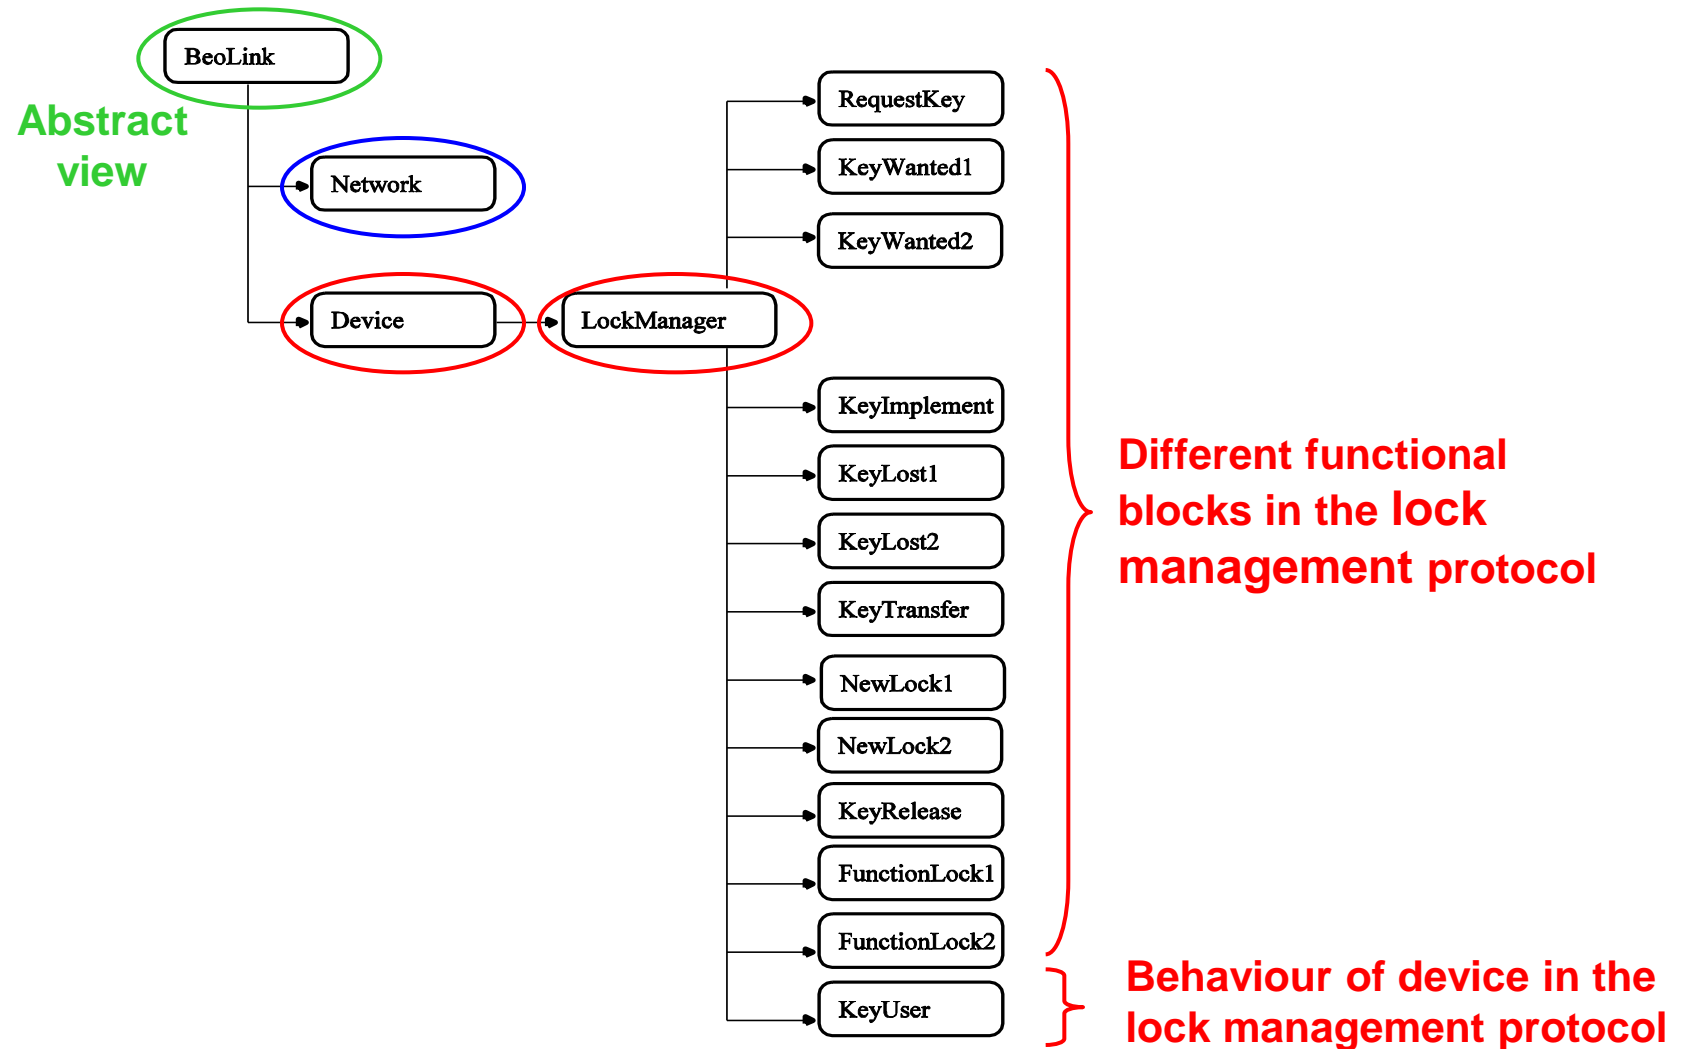 BeoLink
Abstract
view
Network
Device
LockManager
RequestKey
KeyWanted1
KeyWanted2
KeyImplement
KeyLost1
KeyLost2
KeyTransfer
NewLock1
NewLock2
KeyRelease
FunctionLock1
FunctionLock2
KeyUser
Different functional
blocks in the lock
management protocol
Behaviour of device in the
lock management protocol